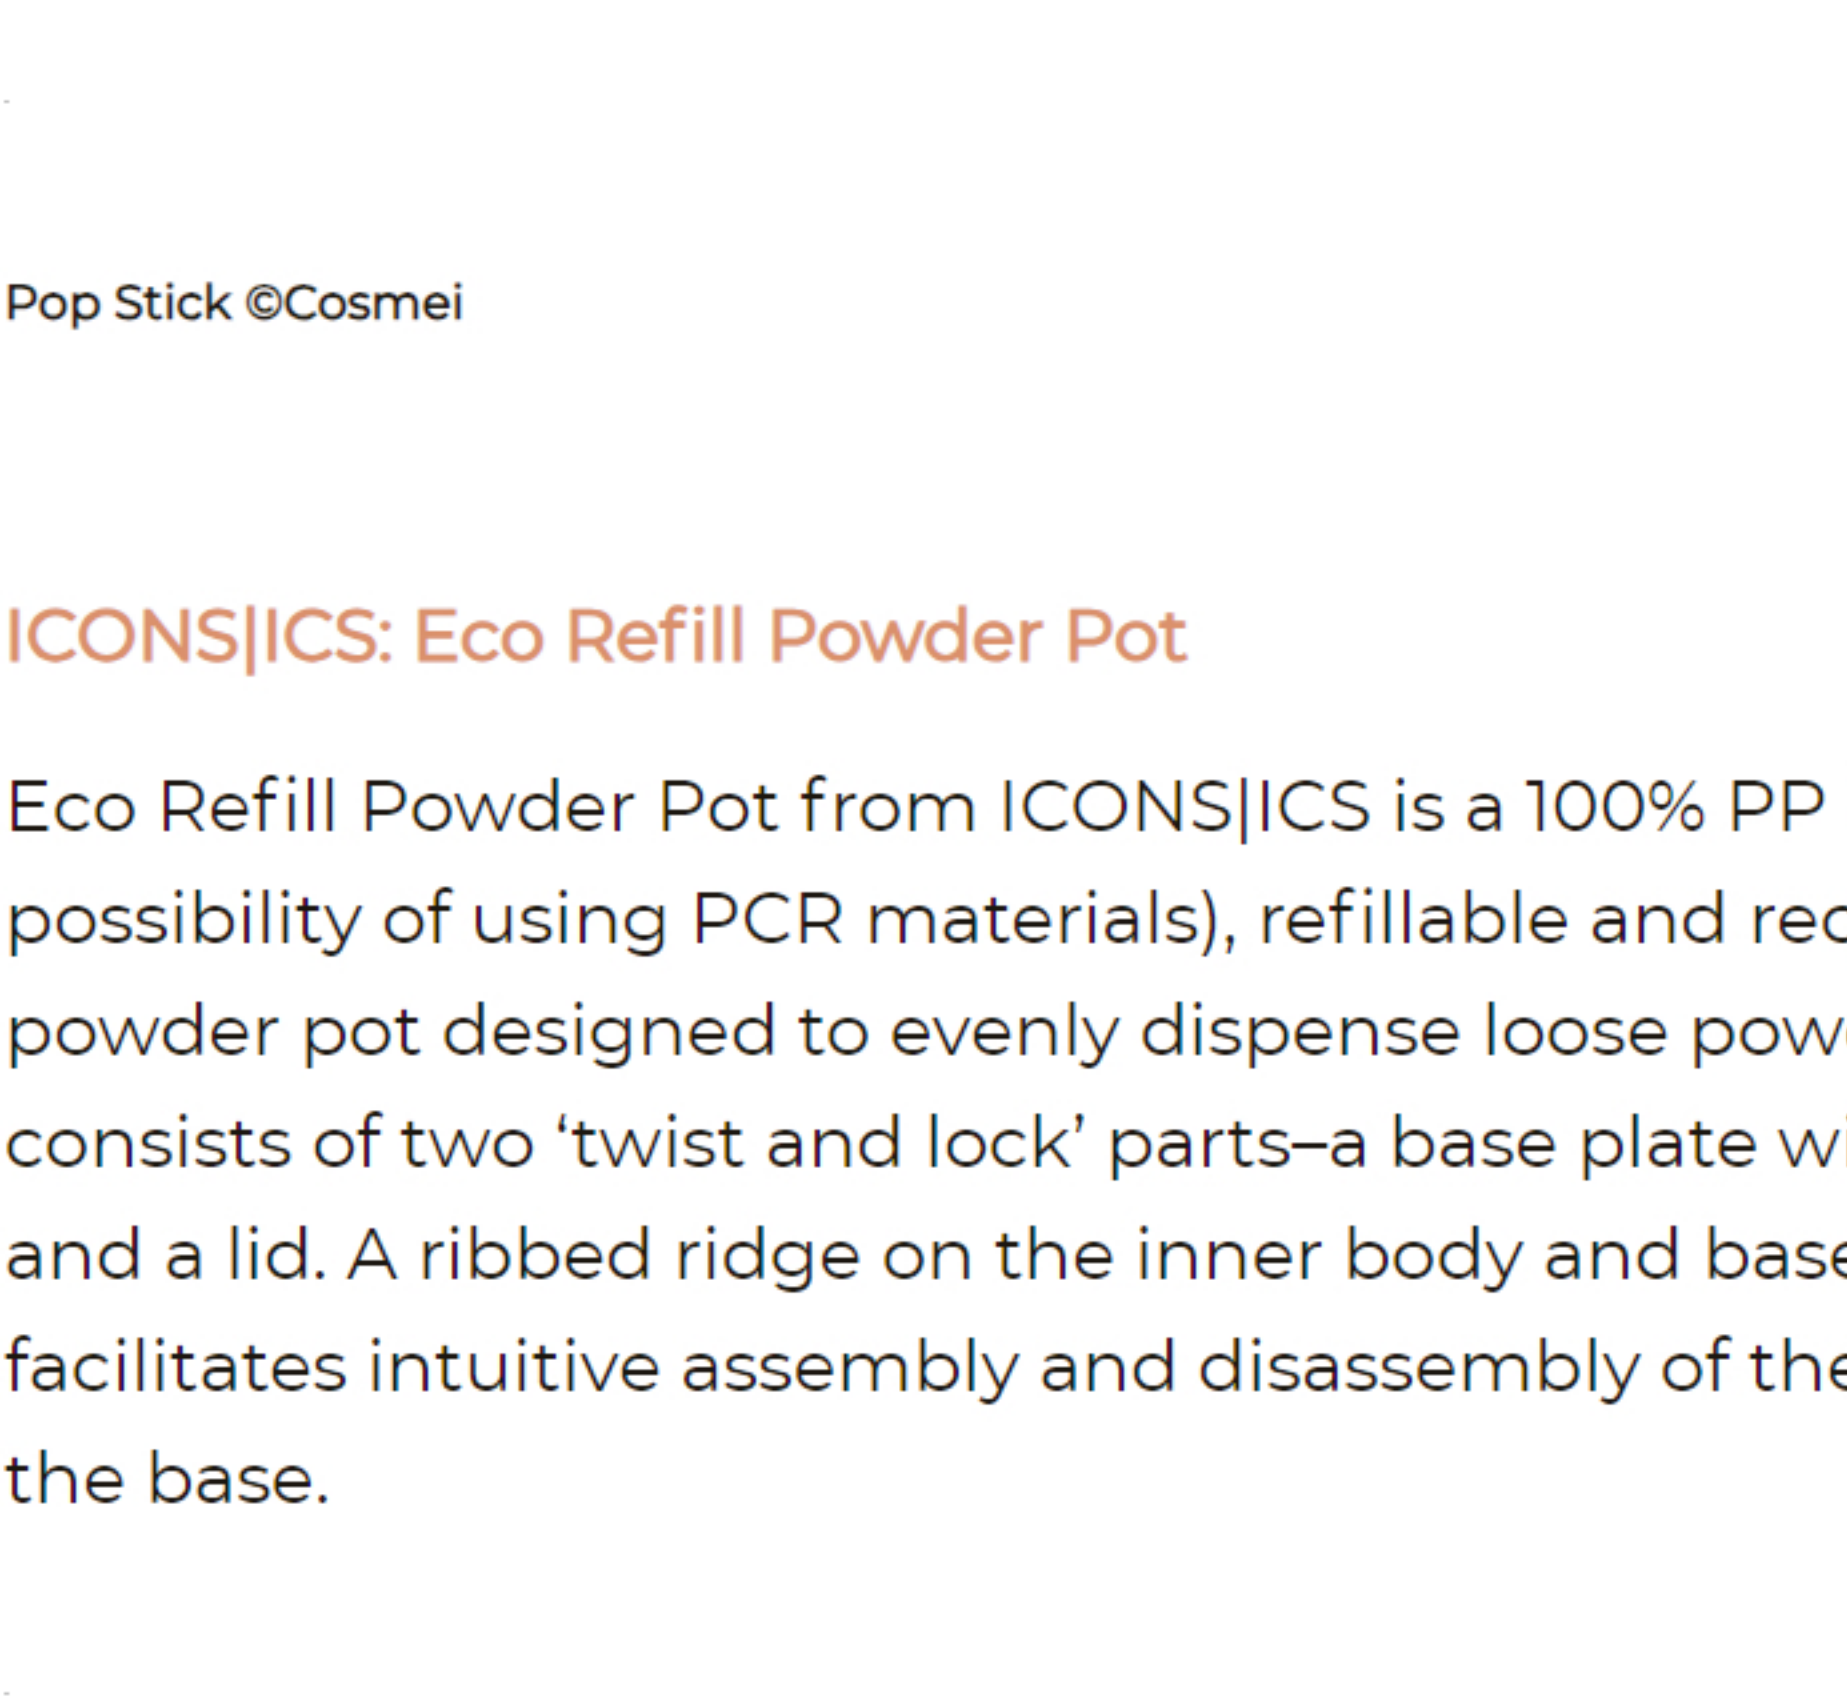 Pop Stick ©Cosmei
ICONS|ICS: Eco Refill Powder Pot
Eco Refill Powder Pot from ICONS|ICS is a 100% PP
possibility of using PCR materials), refillable and
powder pot designed to evenly dispense loose
consists of two ‘twist and lock’ parts–a base plate
and a lid. A ribbed ridge on the inner body and base
facilitates intuitive assembly and disassembly of the
the base.